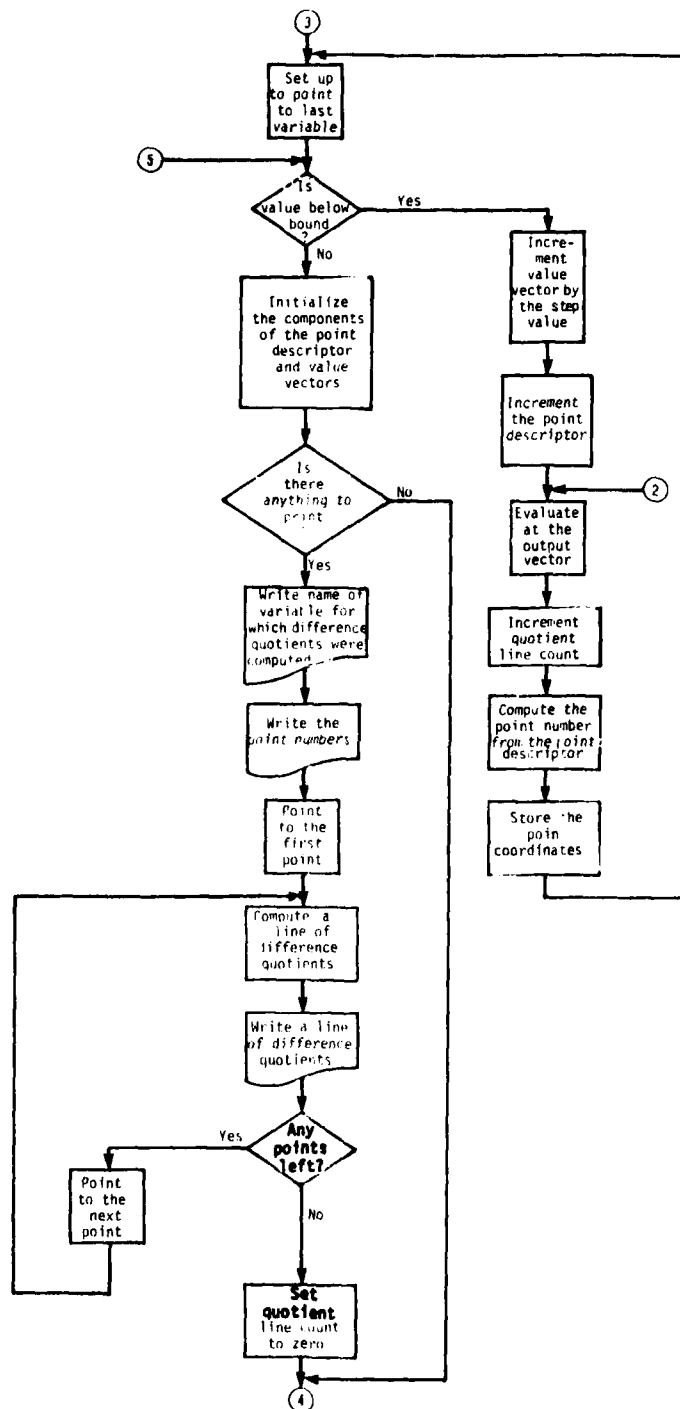 3
Set up
to point
to last
variable
5
Is
value below
bound
?
Yes
No
Incre-
ment
value
vector by
the step
value
Initialize
the components
of the point
descriptor
and value
vectors
Increment
the point
descriptor
Is
there
anything to
print
No
Yes
2
Evaluate
at the
output
vector
Write name of
variable for
which difference
quotients were
computed
Increment
quotient
line count
Write the
point numbers
Compute the
point number
from the point
descriptor
Point
to the
first
point
Store the
poin
coordinates
Compute a
line of
difference
quotients
Write a line
of difference
quotients
Any
points
left?
Yes
No
Point
to the
next
point
Set
quotient
line count
to zero
4